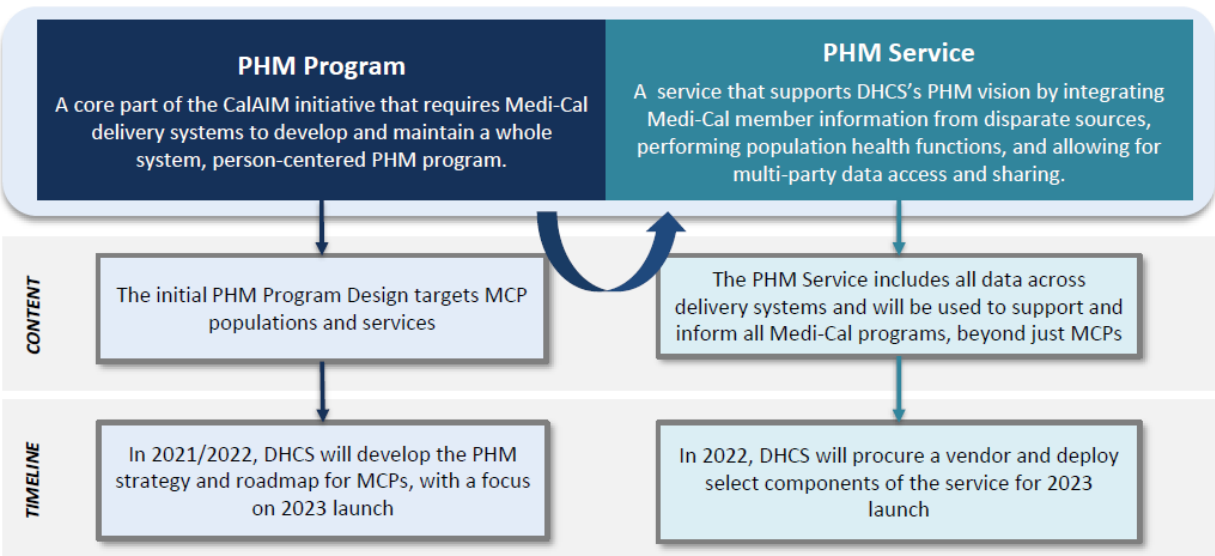 PHM Program
A core part of the CalAIM initiative that requires Medi-Cal
delivery systems to develop and maintain a whole
system, person-centered PHM program.
PHM Service
A service that supports DHCS’s PHM vision by integrating
Medi-Cal member information from disparate sources,
performing population health functions, and allowing for
multi-party data access and sharing.
CONTENT
The initial PHM Program Design targets MCP
populations and services
The PHM Service includes all data across
delivery systems and will be used to support and
inform all Medi-Cal programs, beyond just MCPs
TIMELINE
In 2021/2022, DHCS will develop the PHM
strategy and roadmap for MCPs, with a focus
on 2023 launch
In 2022, DHCS will procure a vendor and deploy
select components of the service for 2023
launch